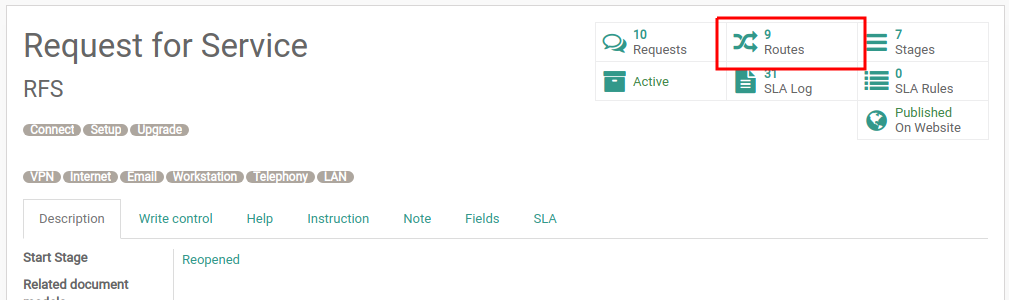 Request for Service
RFS
10
Requests
9
Routes
7
Stages
Active
31
SLA Log
0
SLA Rules
Published
On Website
Connect Setup Upgrade
VPN Internet Email Workstation Telephony LAN
Description Write control Help Instruction Note Fields SLA
Start Stage Reopened
Related document
models